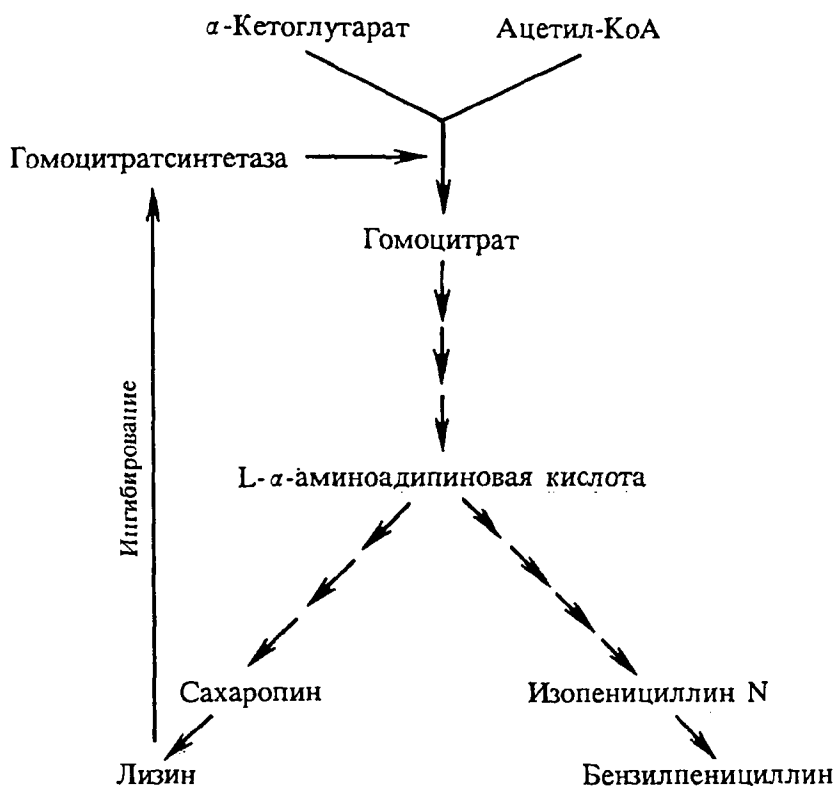 α-Кетоглутарат
Ацетил-КоА
Гомоцитратсинтетаза
Гомоцитрат
Ингибирование
L-α-аминоадипиновая кислота
Сахаропин
Изопенициллин N
Лизин
Бензилпенициллин